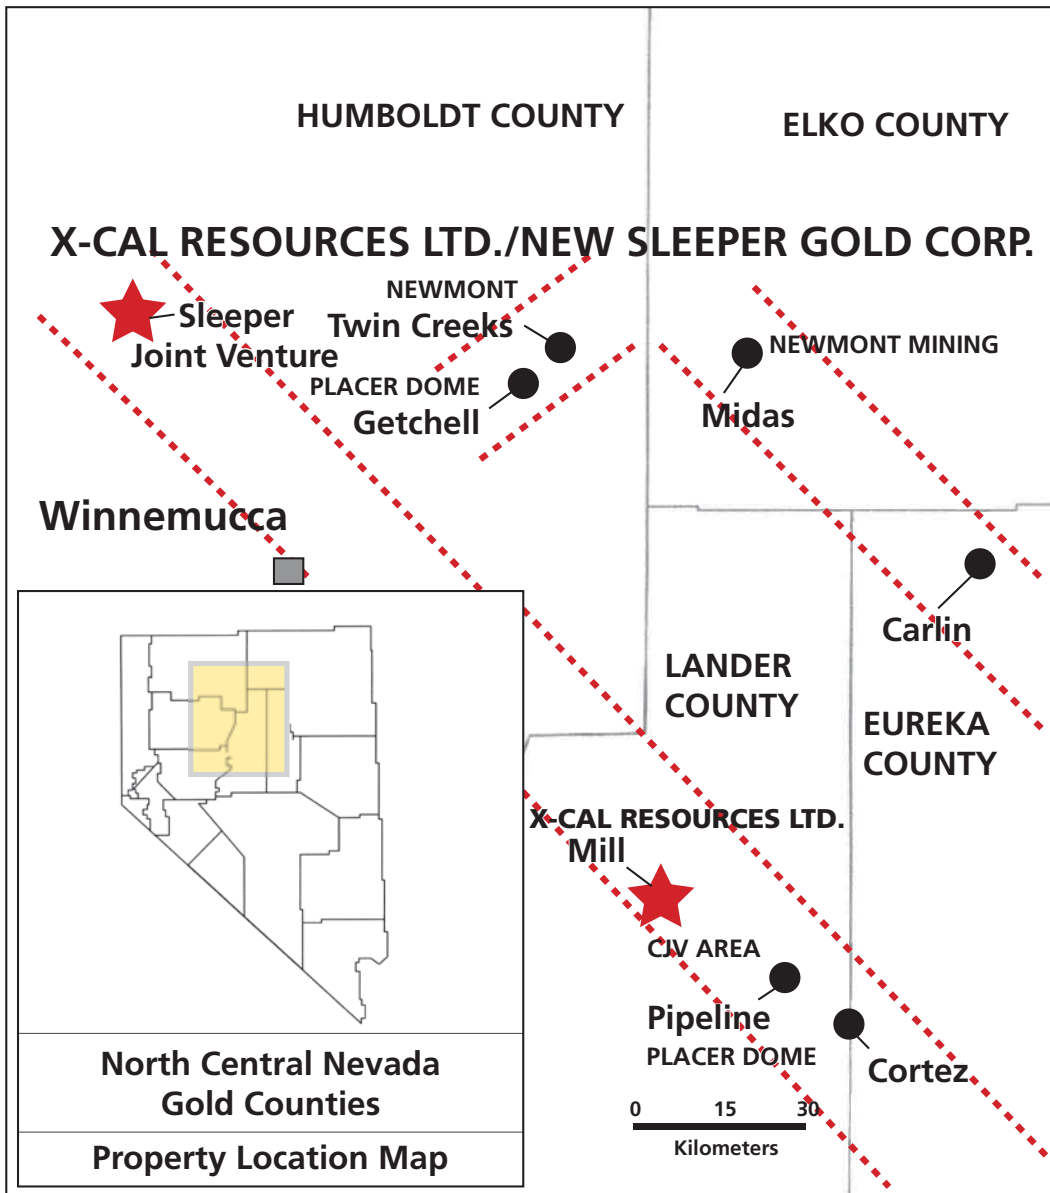 HUMBOLDT COUNTY
ELKO COUNTY
X-CAL RESOURCES LTD./NEW SLEEPER GOLD CORP.
NEWMONT
Sleeper
Joint Venture
Twin Creeks
NEWMONT MINING
PLACER DOME
Getchell
Midas
Winnemucca
Carlin
LANDER
COUNTY
EUREKA
COUNTY
X-CAL RESOURCES LTD.
Mill
CJV AREA
Pipeline
PLACER DOME
Cortez
0 15 30
Kilometers
North Central Nevada
Gold Counties
Property Location Map